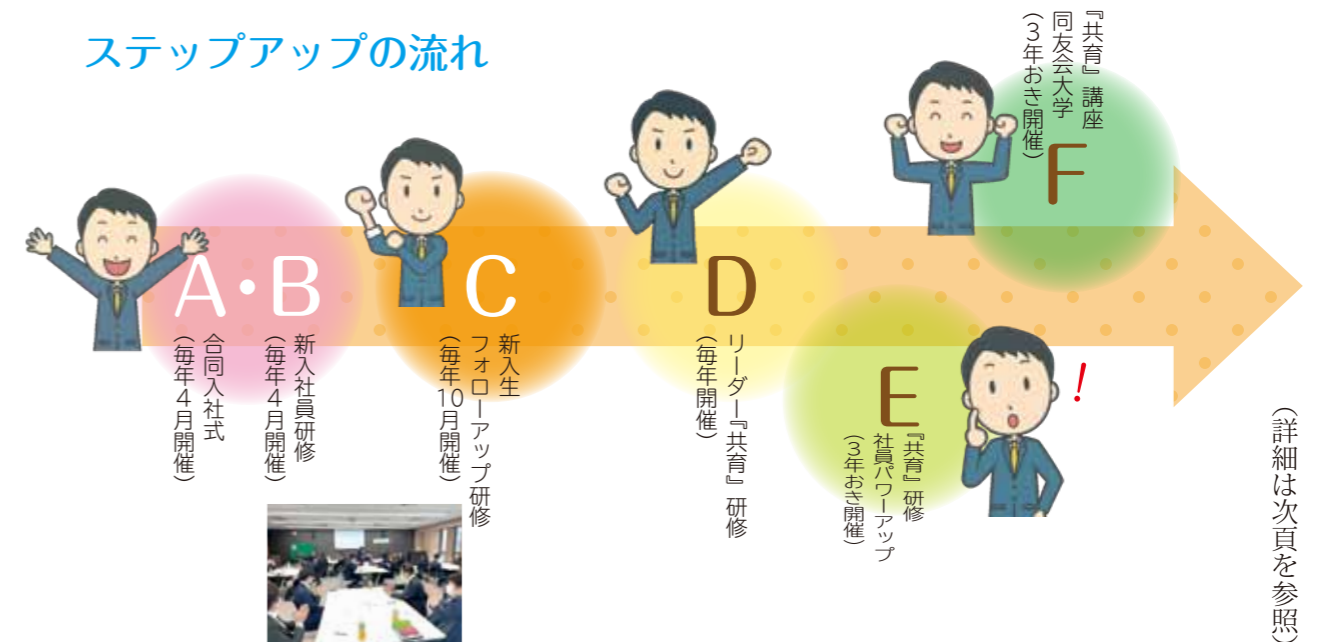 ステップアップの流れ
A・B
合同入社式
（毎年４月開催）
新入社員研修
（毎年４月開催）
C
新入生
フォローアップ研修
（毎年10月開催）
D
リーダー『共育』研修
（毎年開催）
E
『共育』研修
社員パワーアップ
（３年おき開催）
！
F
『共育』講座
同友会大学
（３年おき開催）
（詳細は次頁を参照）